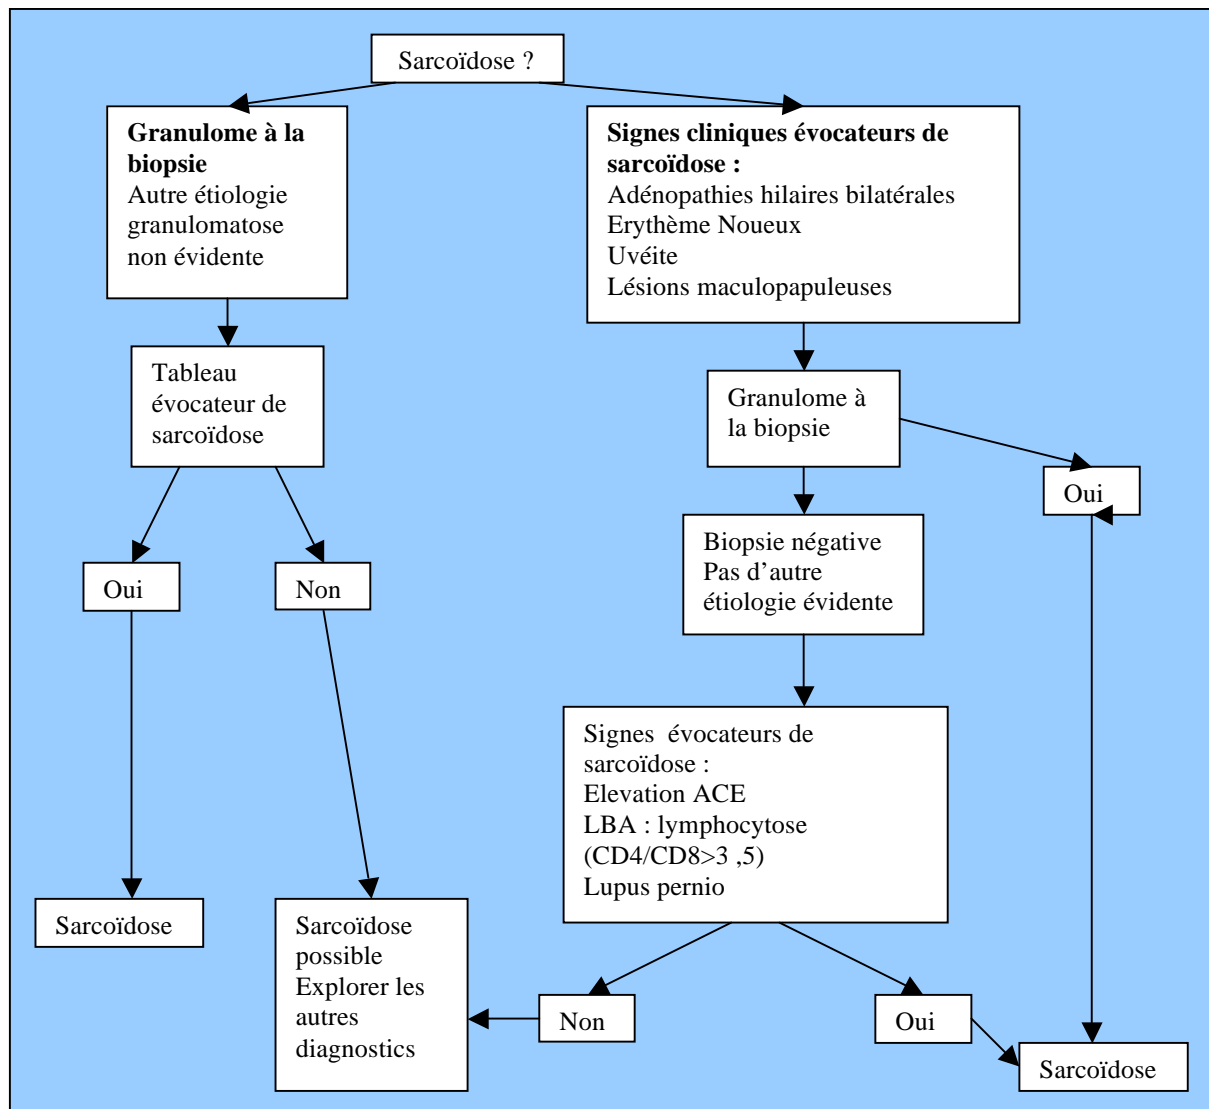 Sarcoïdose ?
Granulome à la
biopsie
Autre étiologie
granulomatose
non évidente
Signes cliniques évocateurs de
sarcoïdose :
Adénopathies hilaires bilatérales
Erythème Noueux
Uvéite
Lésions maculopapuleuses
Tableau
évocateur de
sarcoïdose
Granulome à
la biopsie
Oui
Biopsie négative
Pas d’autre
étiologie évidente
Oui
Non
Signes évocateurs de
sarcoïdose :
Elevation ACE
LBA : lymphocytose
(CD4/CD8>3 ,5)
Lupus pernio
Sarcoïdose
Sarcoïdose
possible
Explorer les
autres
diagnostics
Non
Oui
Sarcoïdose